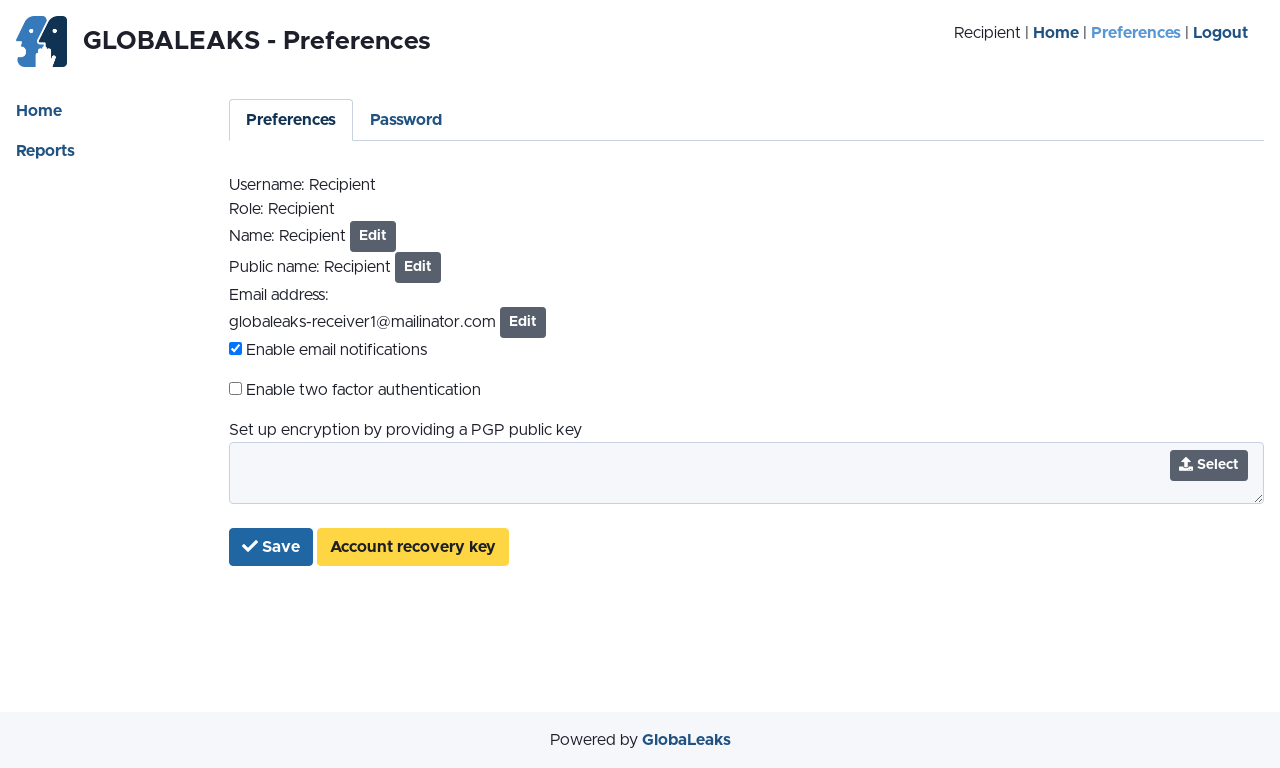 GLOBALEAKS - Preferences
Recipient | Home | Preferences | Logout
Home
Reports
Preferences
Password
Username: Recipient
Role: Recipient
Name: Recipient Edit
Public name: Recipient Edit
Email address:
globaleaks-receiver1@mailinator.com Edit
Enable email notifications
Enable two factor authentication
Set up encryption by providing a PGP public key
Select
Save
Account recovery key
Powered by GlobaLeaks